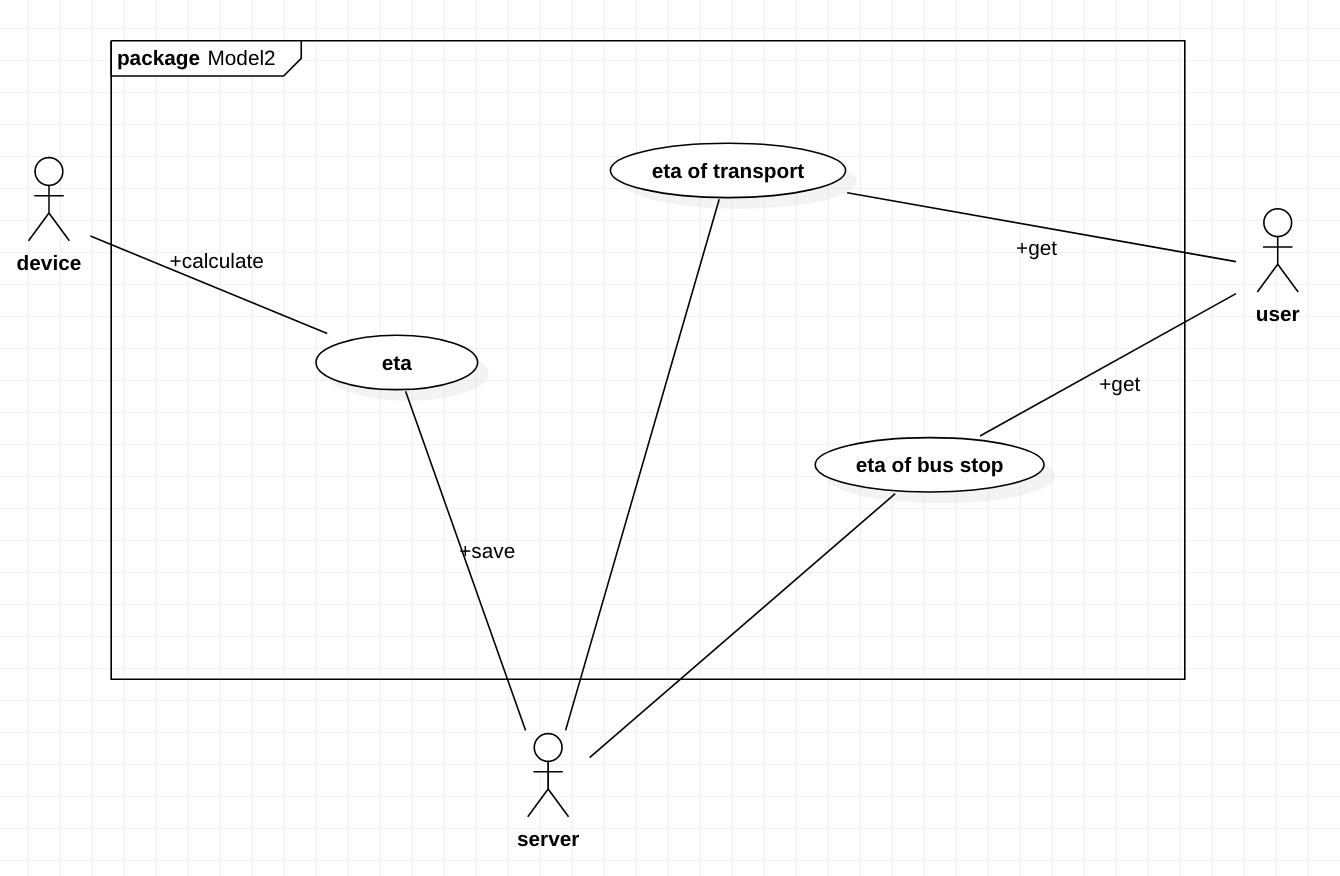 package Model2
eta of transport
+get
device
+calculate
user
eta
+get
eta of bus stop
+save
server